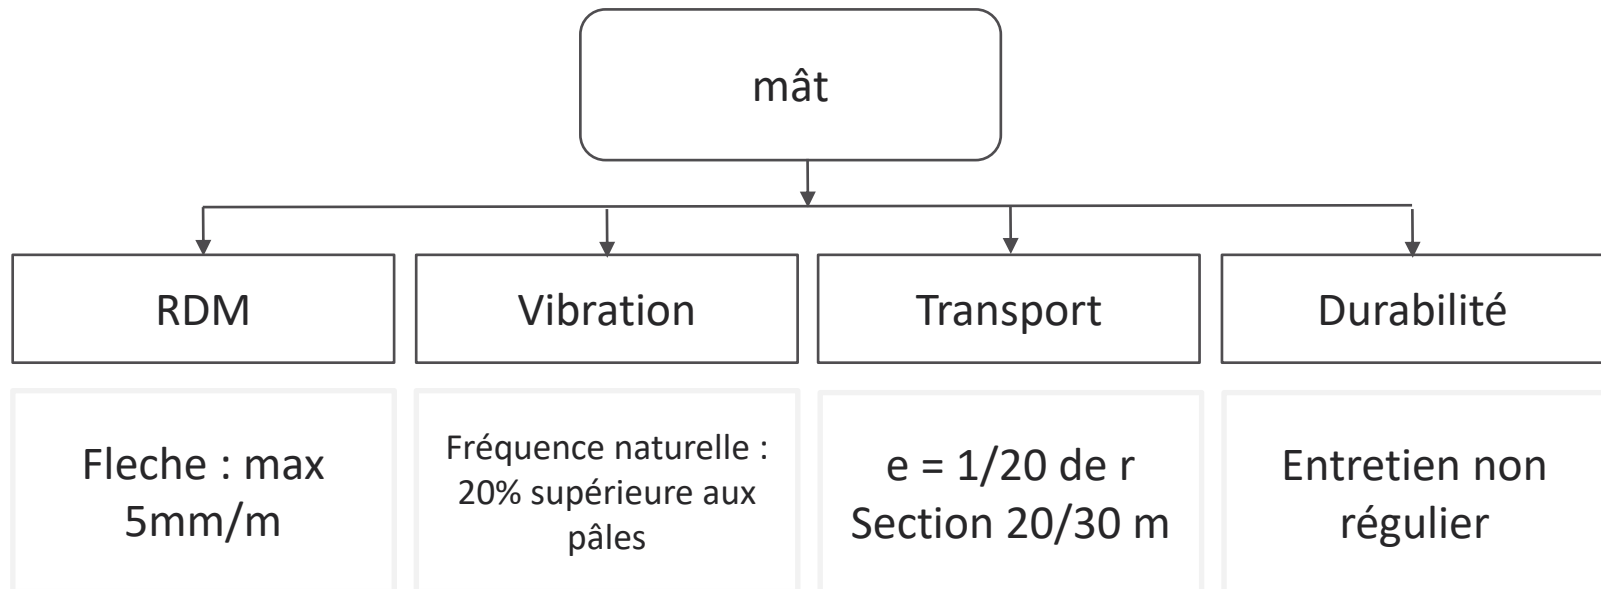 mât
RDM
Vibration
Transport
Durabilité
Fleche : max
5mm/m
Fréquence naturelle :
20% supérieure aux
pâles
e = 1/20 de r
Section 20/30 m
Entretien non
régulier